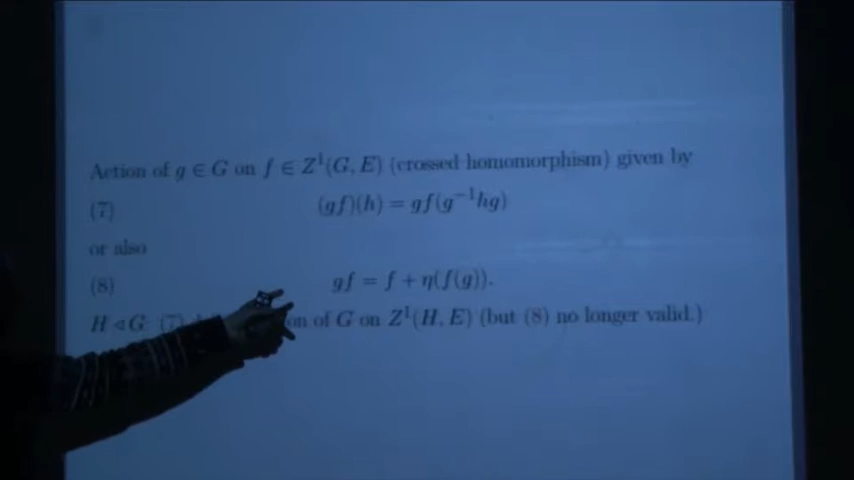 Action of g ∈ G on f ∈ Z¹(G, E) (crossed homomorphism) given by
(7) (gf)(h) = gf(g⁻¹hg)
or also
(8) gf = f + η(f(g)).
H ◁ G: (7) of G on Z¹(H, E) (but (8) no longer valid.)